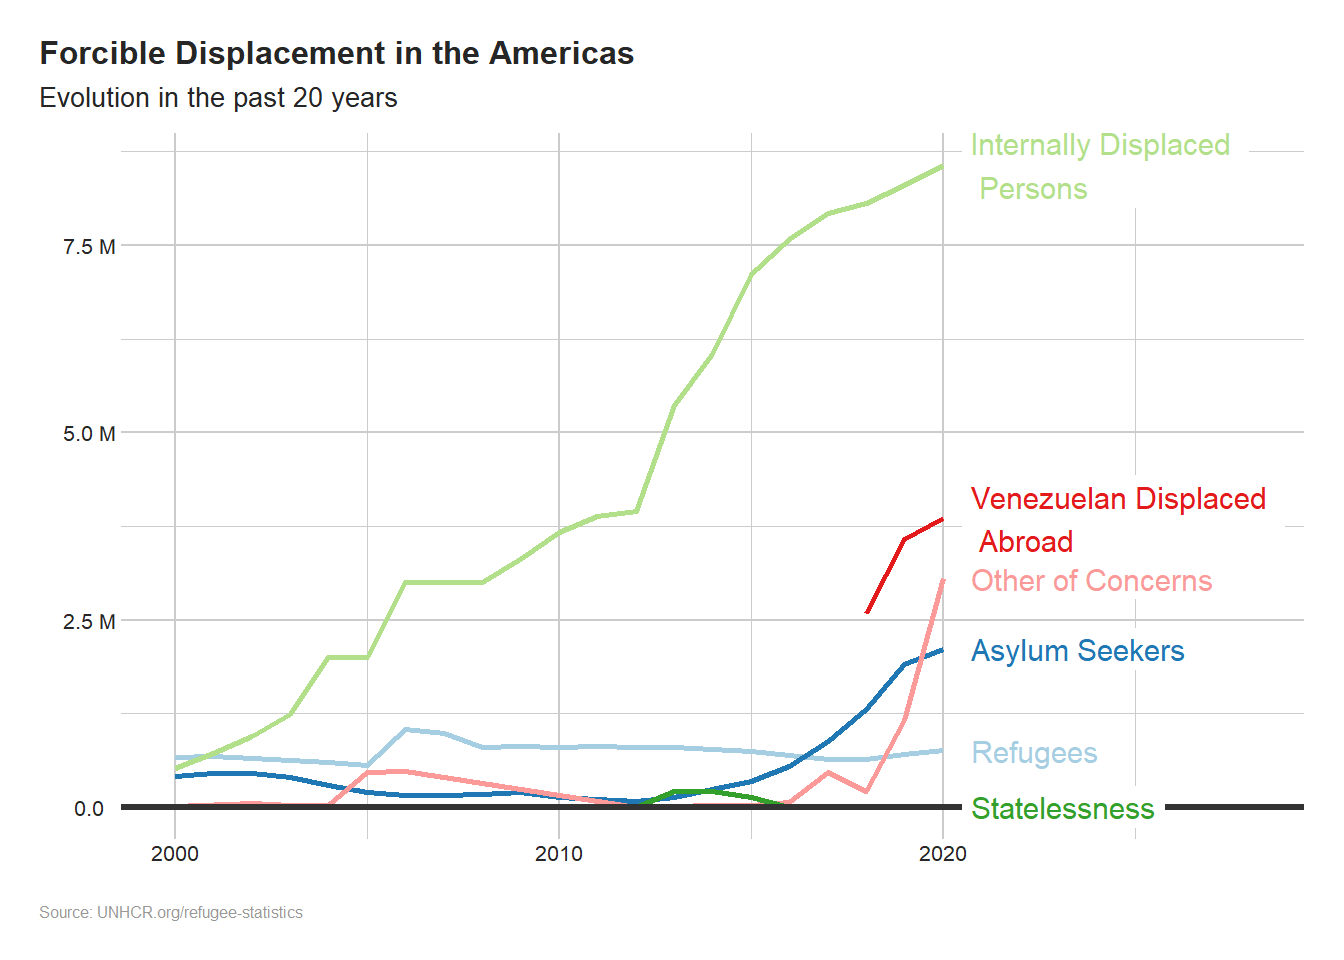 Forcible Displacement in the Americas
Evolution in the past 20 years
Internally Displaced
Persons
7.5 M
5.0 M
Venezuelan Displaced
Abroad
Other of Concerns
2.5 M
Asylum Seekers
Refugees
0.0
Statelessness
2000 2010 2020
Source: UNHCR.org/refugee-statistics